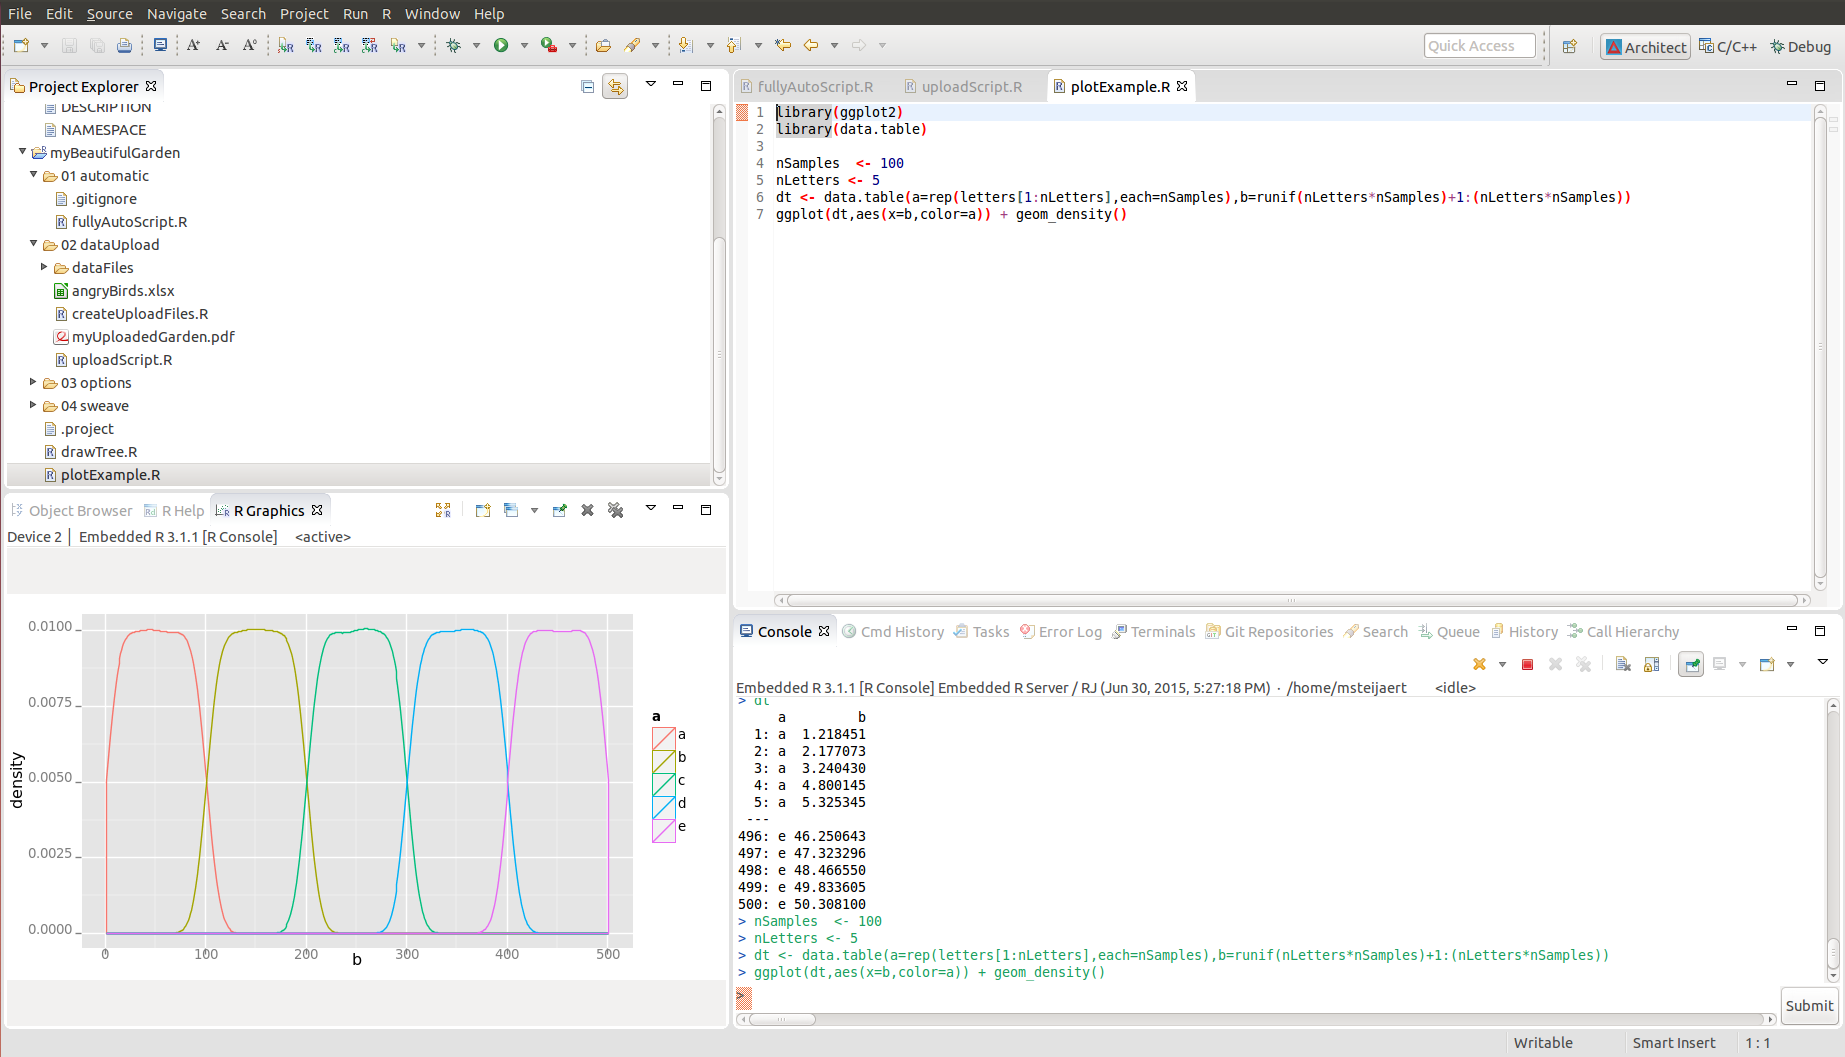 File Edit Source Navigate Search Project Run R Window Help
Quick Access
Architect C/C++ Debug
Project Explorer
DESCRIPTION
NAMESPACE
myBeautifulGarden
01 automatic
.gitignore
fullyAutoScript.R
02 dataUpload
dataFiles
angryBirds.xlsx
createUploadFiles.R
myUploadedGarden.pdf
uploadScript.R
03 options
04 sweave
.project
drawTree.R
plotExample.R
Object Browser R Help R Graphics
Device 2 | Embedded R 3.1.1 [R Console] <active>
0.0100
0.0075
0.0050
0.0025
0.0000
density
0 100 200 300 400 500
b
a
a
b
c
d
e
fullyAutoScript.R uploadScript.R plotExample.R
1 library(ggplot2)
2 library(data.table)
3
4 nSamples  <- 100
5 nLetters <- 5
6 dt <- data.table(a=rep(letters[1:nLetters],each=nSamples),b=runif(nLetters*nSamples)+1:(nLetters*nSamples))
7 ggplot(dt,aes(x=b,color=a)) + geom_density()
Console Cmd History Tasks Error Log Terminals Git Repositories Search Queue History Call Hierarchy
Embedded R 3.1.1 [R Console] Embedded R Server / RJ (Jun 30, 2015, 5:27:18 PM) · /home/msteijaert <idle>
> dt
a b
1: a 1.218451
2: a 2.177073
3: a 3.240430
4: a 4.800145
5: a 5.325345
---
496: e 46.250643
497: e 47.323296
498: e 48.466550
499: e 49.833605
500: e 50.308100
> nSamples  <- 100
> nLetters <- 5
> dt <- data.table(a=rep(letters[1:nLetters],each=nSamples),b=runif(nLetters*nSamples)+1:(nLetters*nSamples))
> ggplot(dt,aes(x=b,color=a)) + geom_density()
>
Submit
Writable Smart Insert 1 : 1